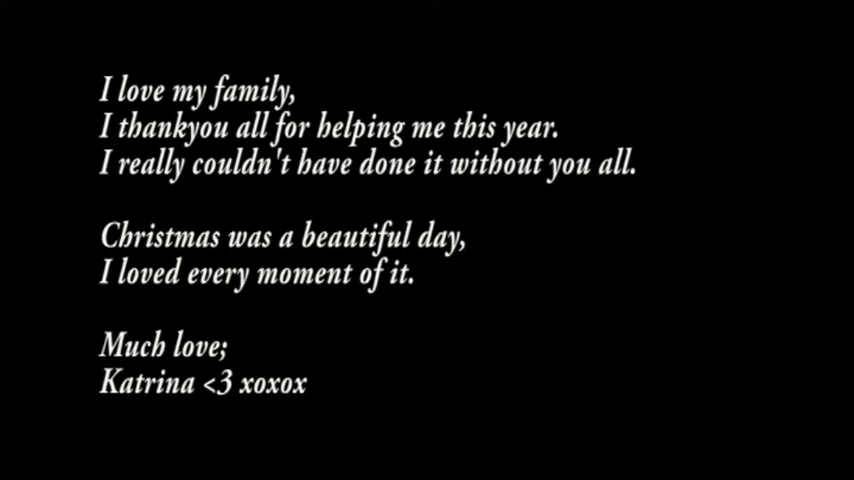 I love my family,
I thankyou all for helping me this year.
I really couldn't have done it without you all.
Christmas was a beautiful day,
I loved every moment of it.
Much love;
Katrina <3 xoxox